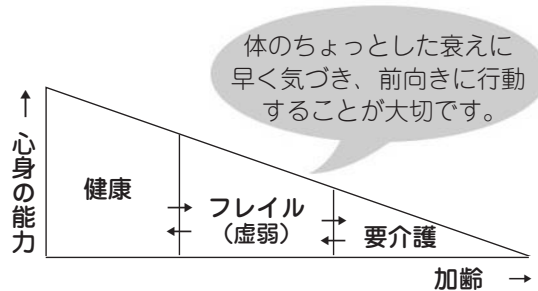 体のちょっとした衰えに
早く気づき、前向きに行動
することが大切です。
↑心身の能力
健康
→
←
フレイル
（虚弱）
→
←
要介護
加齢 →